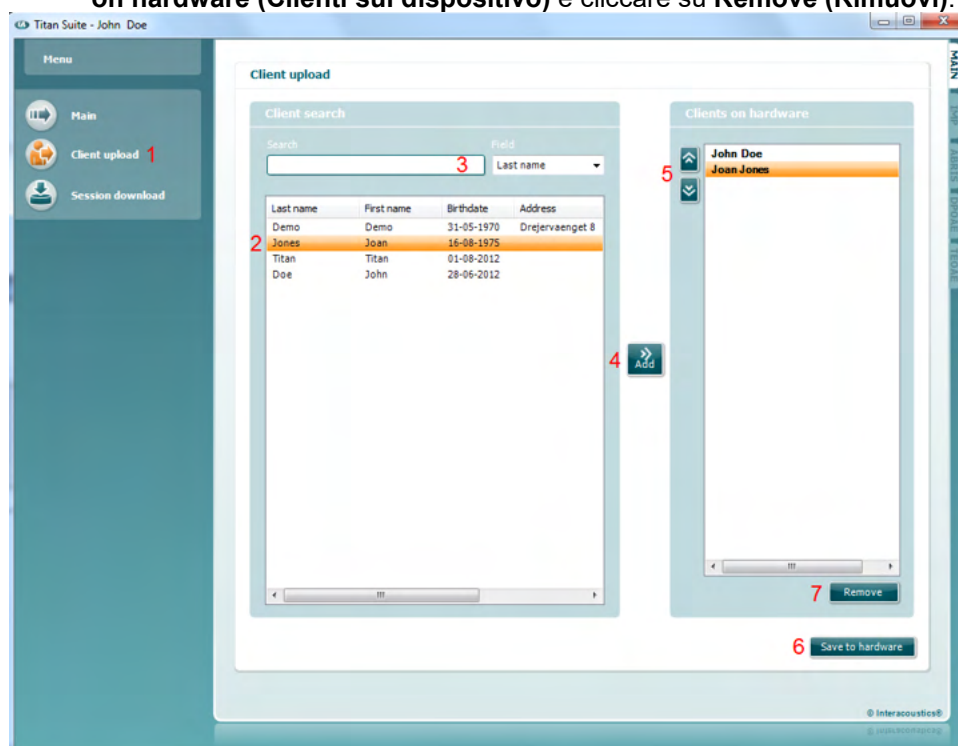 on hardware (Clienti sul dispositivo) e cliccare su Remove (Rimuovi).
Titan Suite - John Doe
Menu
Main
Client upload 1
Session download
Client upload
Client search
Search
Field
3
Last name
Last name First name Birthdate Address
Demo Demo 31-05-1970 Drejervaenget 8
2 Jones Joan 16-08-1975
Titan Titan 01-08-2012
Doe John 28-06-2012
4 Add
Clients on hardware
5
John Doe
Joan Jones
7 Remove
6 Save to hardware
MAIN
IMP
ABRIS
DPOAE
TEOAE
© Interacoustics®